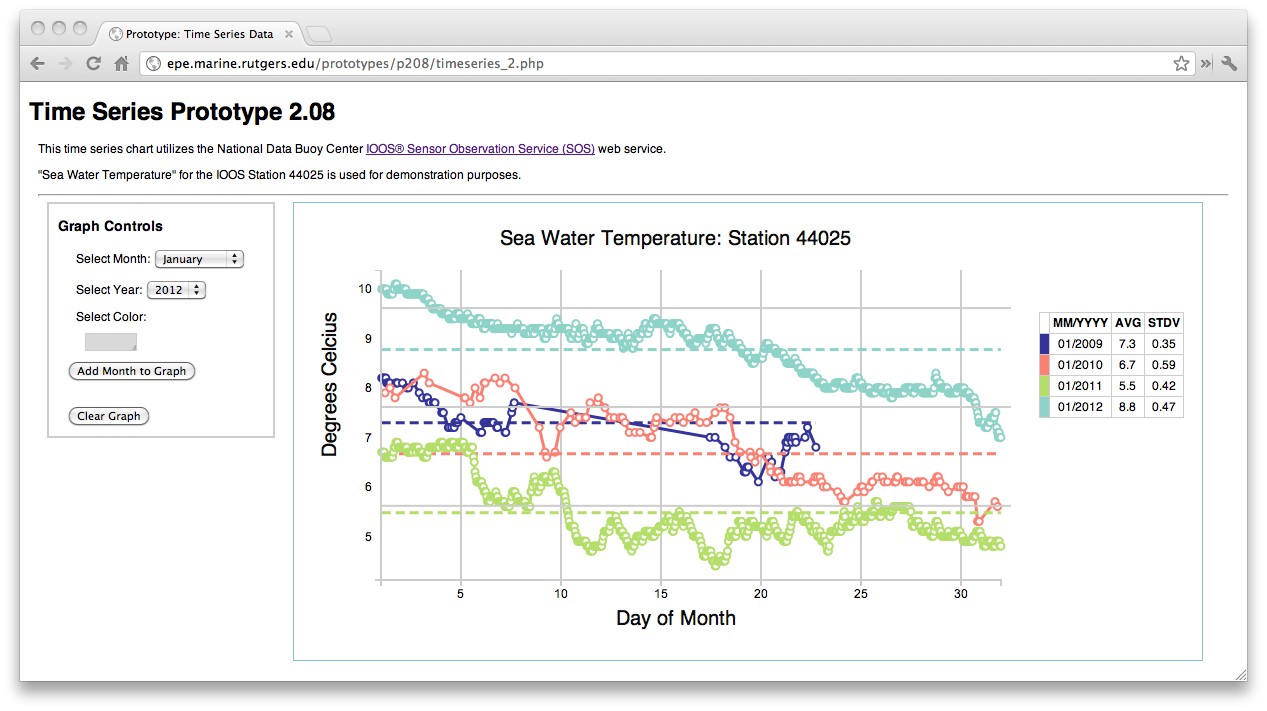 Prototype: Time Series Data
epe.marine.rutgers.edu/prototypes/p208/timeseries_2.php
Time Series Prototype 2.08
This time series chart utilizes the National Data Buoy Center IOOS® Sensor Observation Service (SOS) web service.
"Sea Water Temperature" for the IOOS Station 44025 is used for demonstration purposes.
Graph Controls
Select Month: January
Select Year: 2012
Select Color:
Add Month to Graph
Clear Graph
Sea Water Temperature: Station 44025
Degrees Celcius
10
9
8
7
6
5
5 10 15 20 25 30
Day of Month
MM/YYYY AVG STDV
01/2009 7.3 0.35
01/2010 6.7 0.59
01/2011 5.5 0.42
01/2012 8.8 0.47